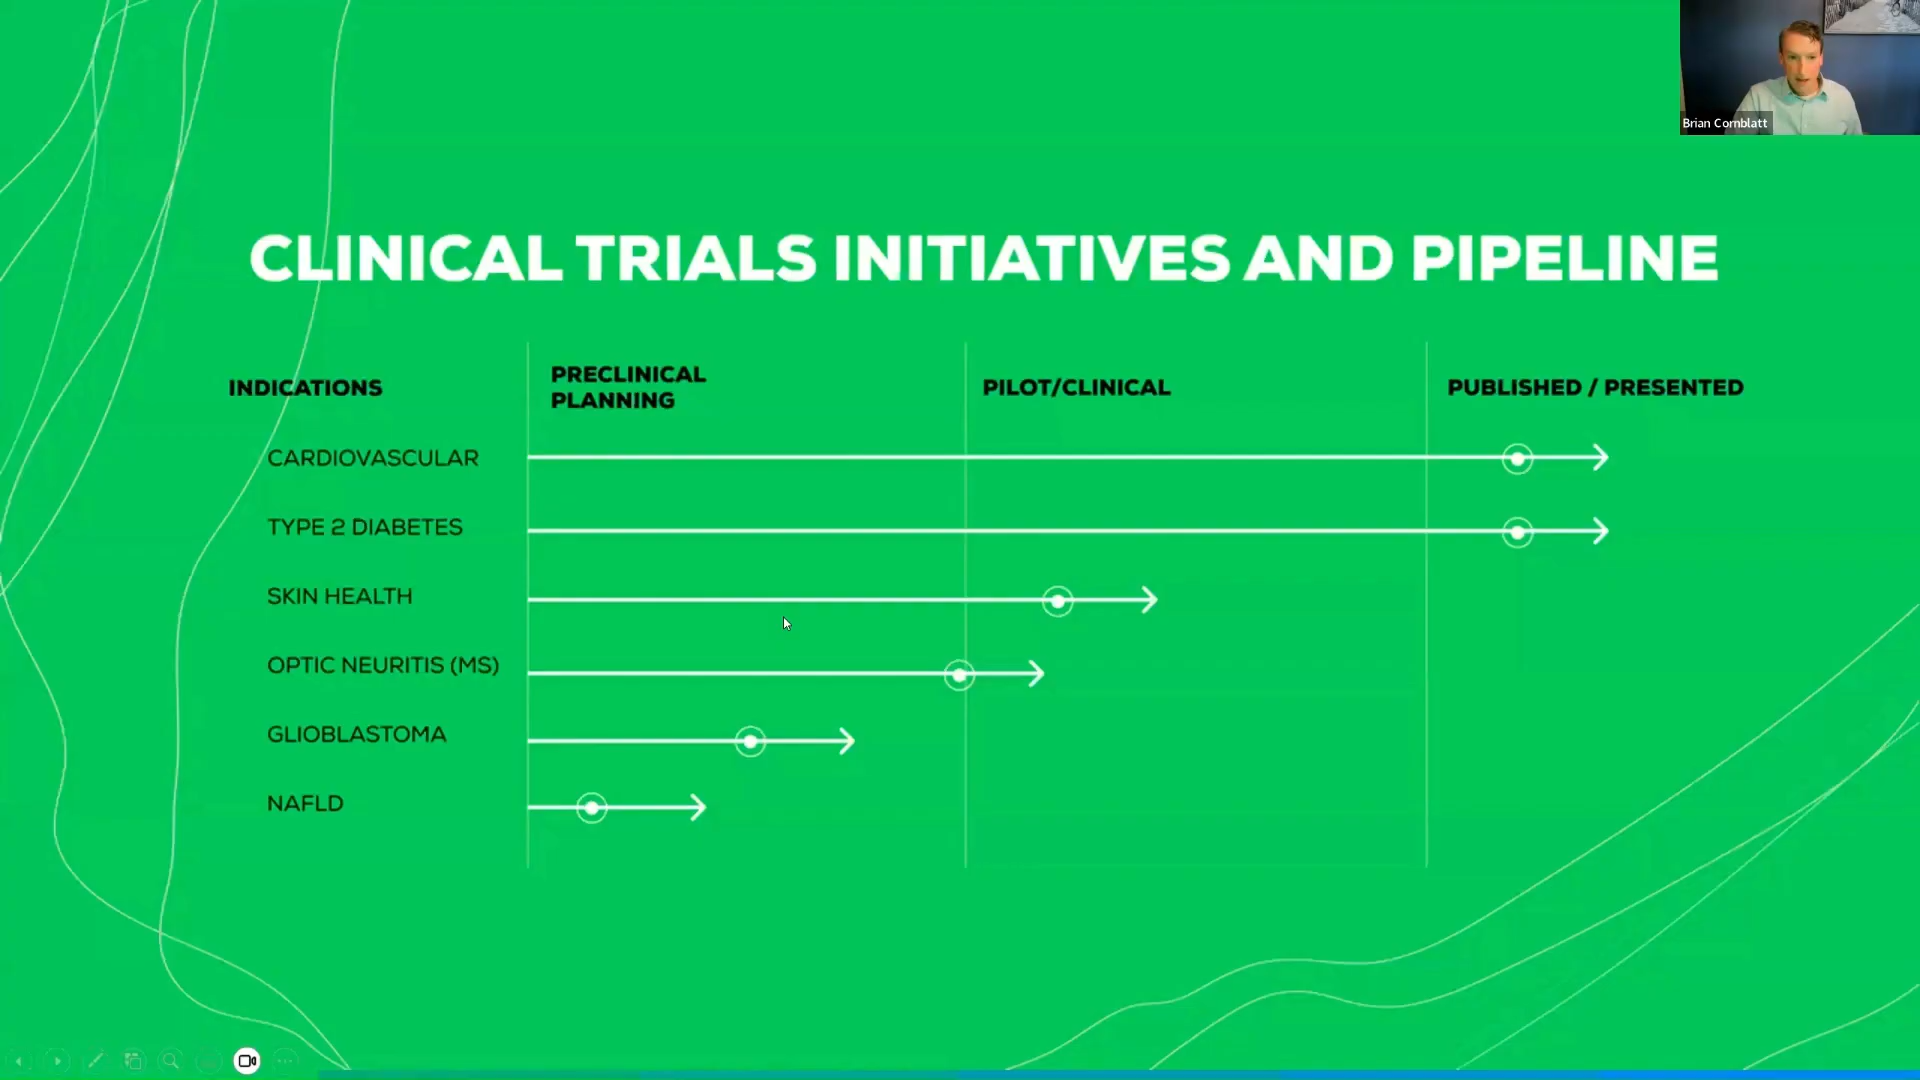 Brian Cornblatt
CLINICAL TRIALS INITIATIVES AND PIPELINE
INDICATIONS
PRECLINICAL
PLANNING
PILOT/CLINICAL
PUBLISHED / PRESENTED
CARDIOVASCULAR
TYPE 2 DIABETES
SKIN HEALTH
OPTIC NEURITIS (MS)
GLIOBLASTOMA
NAFLD